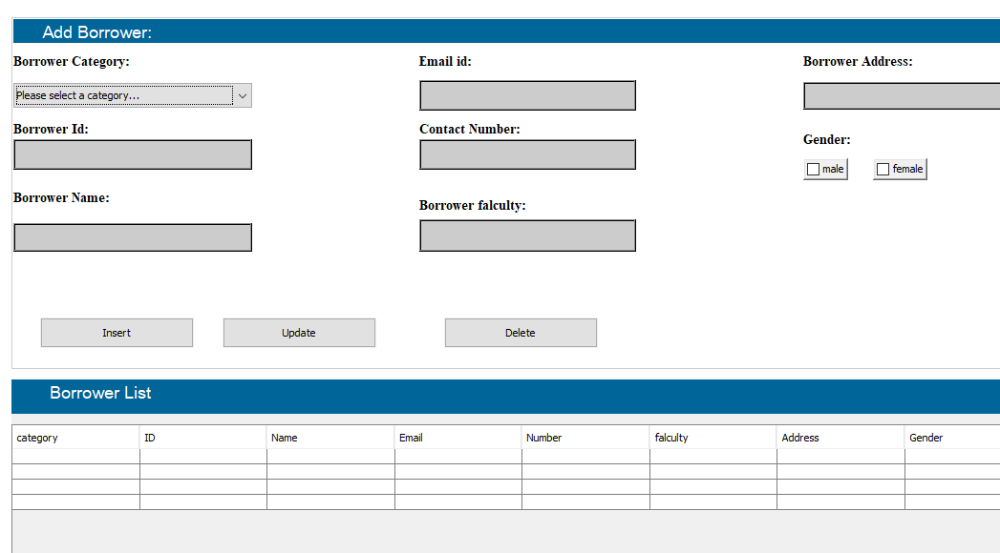 Add Borrower:
Borrower Category:
Email id:
Borrower Address:
Please select a category...
Borrower Id:
Contact Number:
Gender:
male
female
Borrower Name:
Borrower falculty:
Insert
Update
Delete
Borrower List
category ID Name Email Number falculty Address Gender